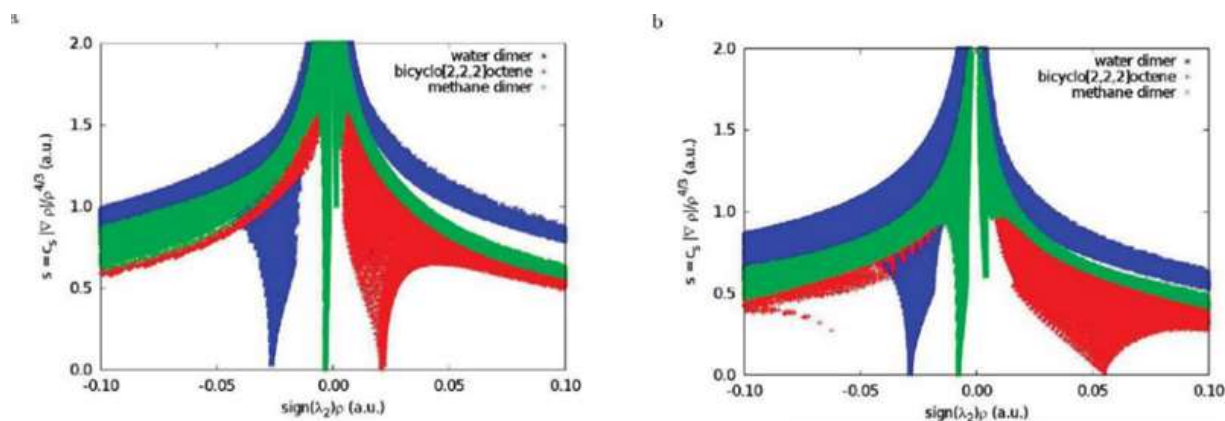 a
2.0
1.5
1.0
0.5
0.0
-0.10
-0.05
0.00
0.05
0.10
s = cₛ |∇ ρ|/ρ^4/3 (a.u.)
sign(λ₂)ρ (a.u.)
water dimer
bicyclo[2,2,2]octene
methane dimer
b
2.0
1.5
1.0
0.5
0.0
-0.10
-0.05
0.00
0.05
0.10
s = cₛ |∇ ρ|/ρ^4/3 (a.u.)
sign(λ₂)ρ (a.u.)
water dimer
bicyclo[2,2,2]octene
methane dimer